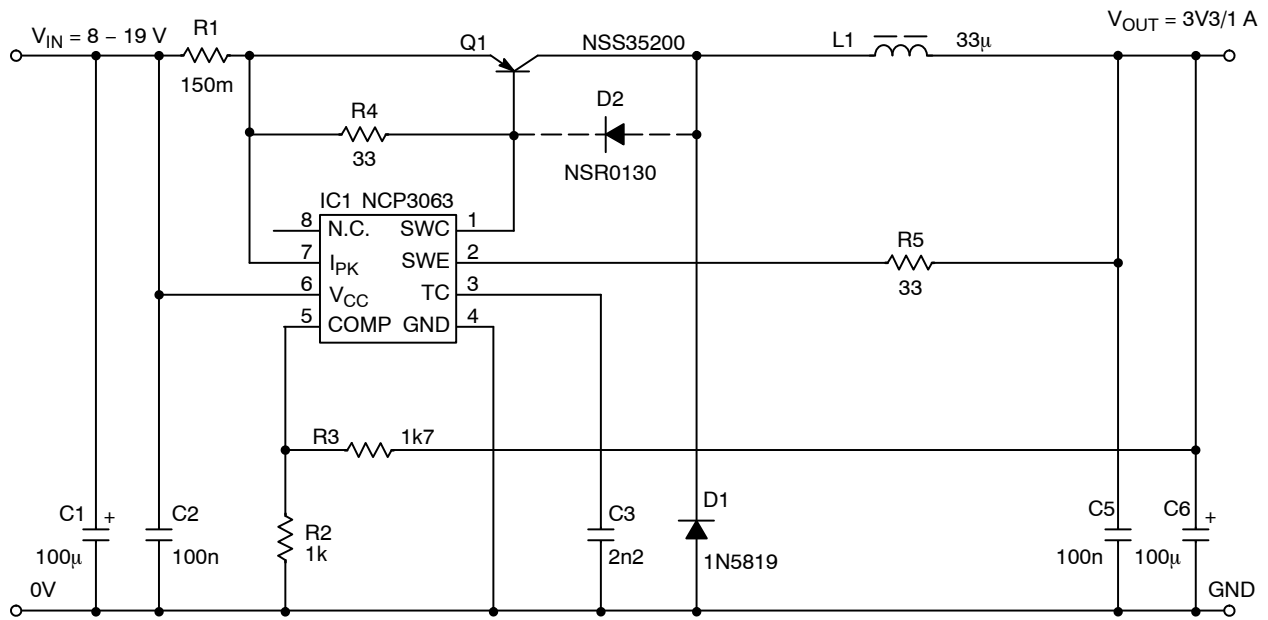 V_IN = 8 – 19 V
R1
150m
Q1
NSS35200
L1
33µ
V_OUT = 3V3/1 A
R4
33
D2
NSR0130
IC1 NCP3063
8 N.C. SWC 1
7 I_PK SWE 2
6 V_CC TC 3
5 COMP GND 4
R5
33
R3
1k7
C1
+
100µ
C2
100n
R2
1k
C3
2n2
D1
1N5819
C5
100n
C6
+
100µ
0V
GND